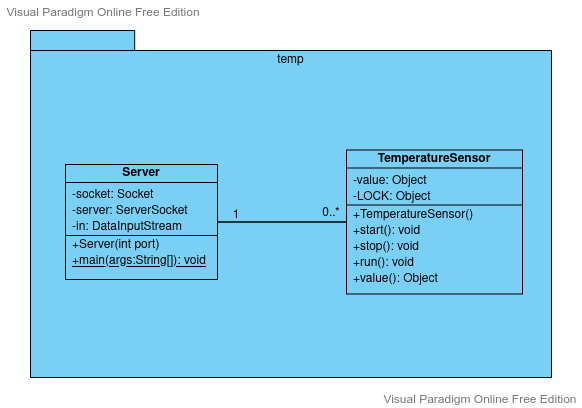 Visual Paradigm Online Free Edition
temp
Server
-socket: Socket
-server: ServerSocket
-in: DataInputStream
+Server(int port)
+main(args:String[]): void
1
0..*
TemperatureSensor
-value: Object
-LOCK: Object
+TemperatureSensor()
+start(): void
+stop(): void
+run(): void
+value(): Object
Visual Paradigm Online Free Edition